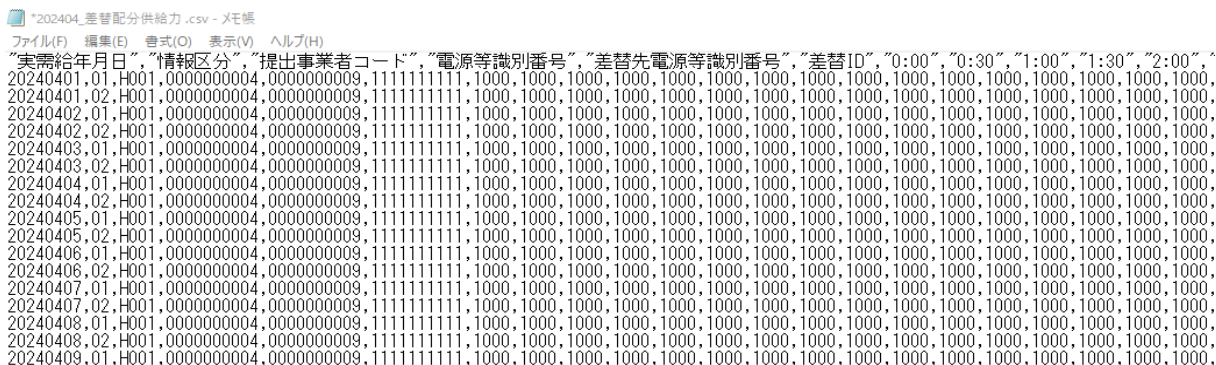 *202404_差替配分供給力 .csv - メモ帳
ファイル(F) 編集(E) 書式(O) 表示(V) ヘルプ(H)
"実需給年月日","情報区分","提出事業者コード","電源等識別番号","差替先電源等識別番号","差替ID","0:00","0:30","1:00","1:30","2:00","
20240401,01,H001,0000000004,0000000009,1111111111,1000,1000,1000,1000,1000,1000,1000,1000,1000,1000,1000,1000,1000,1000,1000,1000,
20240401,02,H001,0000000004,0000000009,1111111111,1000,1000,1000,1000,1000,1000,1000,1000,1000,1000,1000,1000,1000,1000,1000,1000,
20240402,01,H001,0000000004,0000000009,1111111111,1000,1000,1000,1000,1000,1000,1000,1000,1000,1000,1000,1000,1000,1000,1000,1000,
20240402,02,H001,0000000004,0000000009,1111111111,1000,1000,1000,1000,1000,1000,1000,1000,1000,1000,1000,1000,1000,1000,1000,1000,
20240403,01,H001,0000000004,0000000009,1111111111,1000,1000,1000,1000,1000,1000,1000,1000,1000,1000,1000,1000,1000,1000,1000,1000,
20240403,02,H001,0000000004,0000000009,1111111111,1000,1000,1000,1000,1000,1000,1000,1000,1000,1000,1000,1000,1000,1000,1000,1000,
20240404,01,H001,0000000004,0000000009,1111111111,1000,1000,1000,1000,1000,1000,1000,1000,1000,1000,1000,1000,1000,1000,1000,1000,
20240404,02,H001,0000000004,0000000009,1111111111,1000,1000,1000,1000,1000,1000,1000,1000,1000,1000,1000,1000,1000,1000,1000,1000,
20240405,01,H001,0000000004,0000000009,1111111111,1000,1000,1000,1000,1000,1000,1000,1000,1000,1000,1000,1000,1000,1000,1000,1000,
20240405,02,H001,0000000004,0000000009,1111111111,1000,1000,1000,1000,1000,1000,1000,1000,1000,1000,1000,1000,1000,1000,1000,1000,
20240406,01,H001,0000000004,0000000009,1111111111,1000,1000,1000,1000,1000,1000,1000,1000,1000,1000,1000,1000,1000,1000,1000,1000,
20240406,02,H001,0000000004,0000000009,1111111111,1000,1000,1000,1000,1000,1000,1000,1000,1000,1000,1000,1000,1000,1000,1000,1000,
20240407,01,H001,0000000004,0000000009,1111111111,1000,1000,1000,1000,1000,1000,1000,1000,1000,1000,1000,1000,1000,1000,1000,1000,
20240407,02,H001,0000000004,0000000009,1111111111,1000,1000,1000,1000,1000,1000,1000,1000,1000,1000,1000,1000,1000,1000,1000,1000,
20240408,01,H001,0000000004,0000000009,1111111111,1000,1000,1000,1000,1000,1000,1000,1000,1000,1000,1000,1000,1000,1000,1000,1000,
20240408,02,H001,0000000004,0000000009,1111111111,1000,1000,1000,1000,1000,1000,1000,1000,1000,1000,1000,1000,1000,1000,1000,1000,
20240409,01,H001,0000000004,0000000009,1111111111,1000,1000,1000,1000,1000,1000,1000,1000,1000,1000,1000,1000,1000,1000,1000,1000,